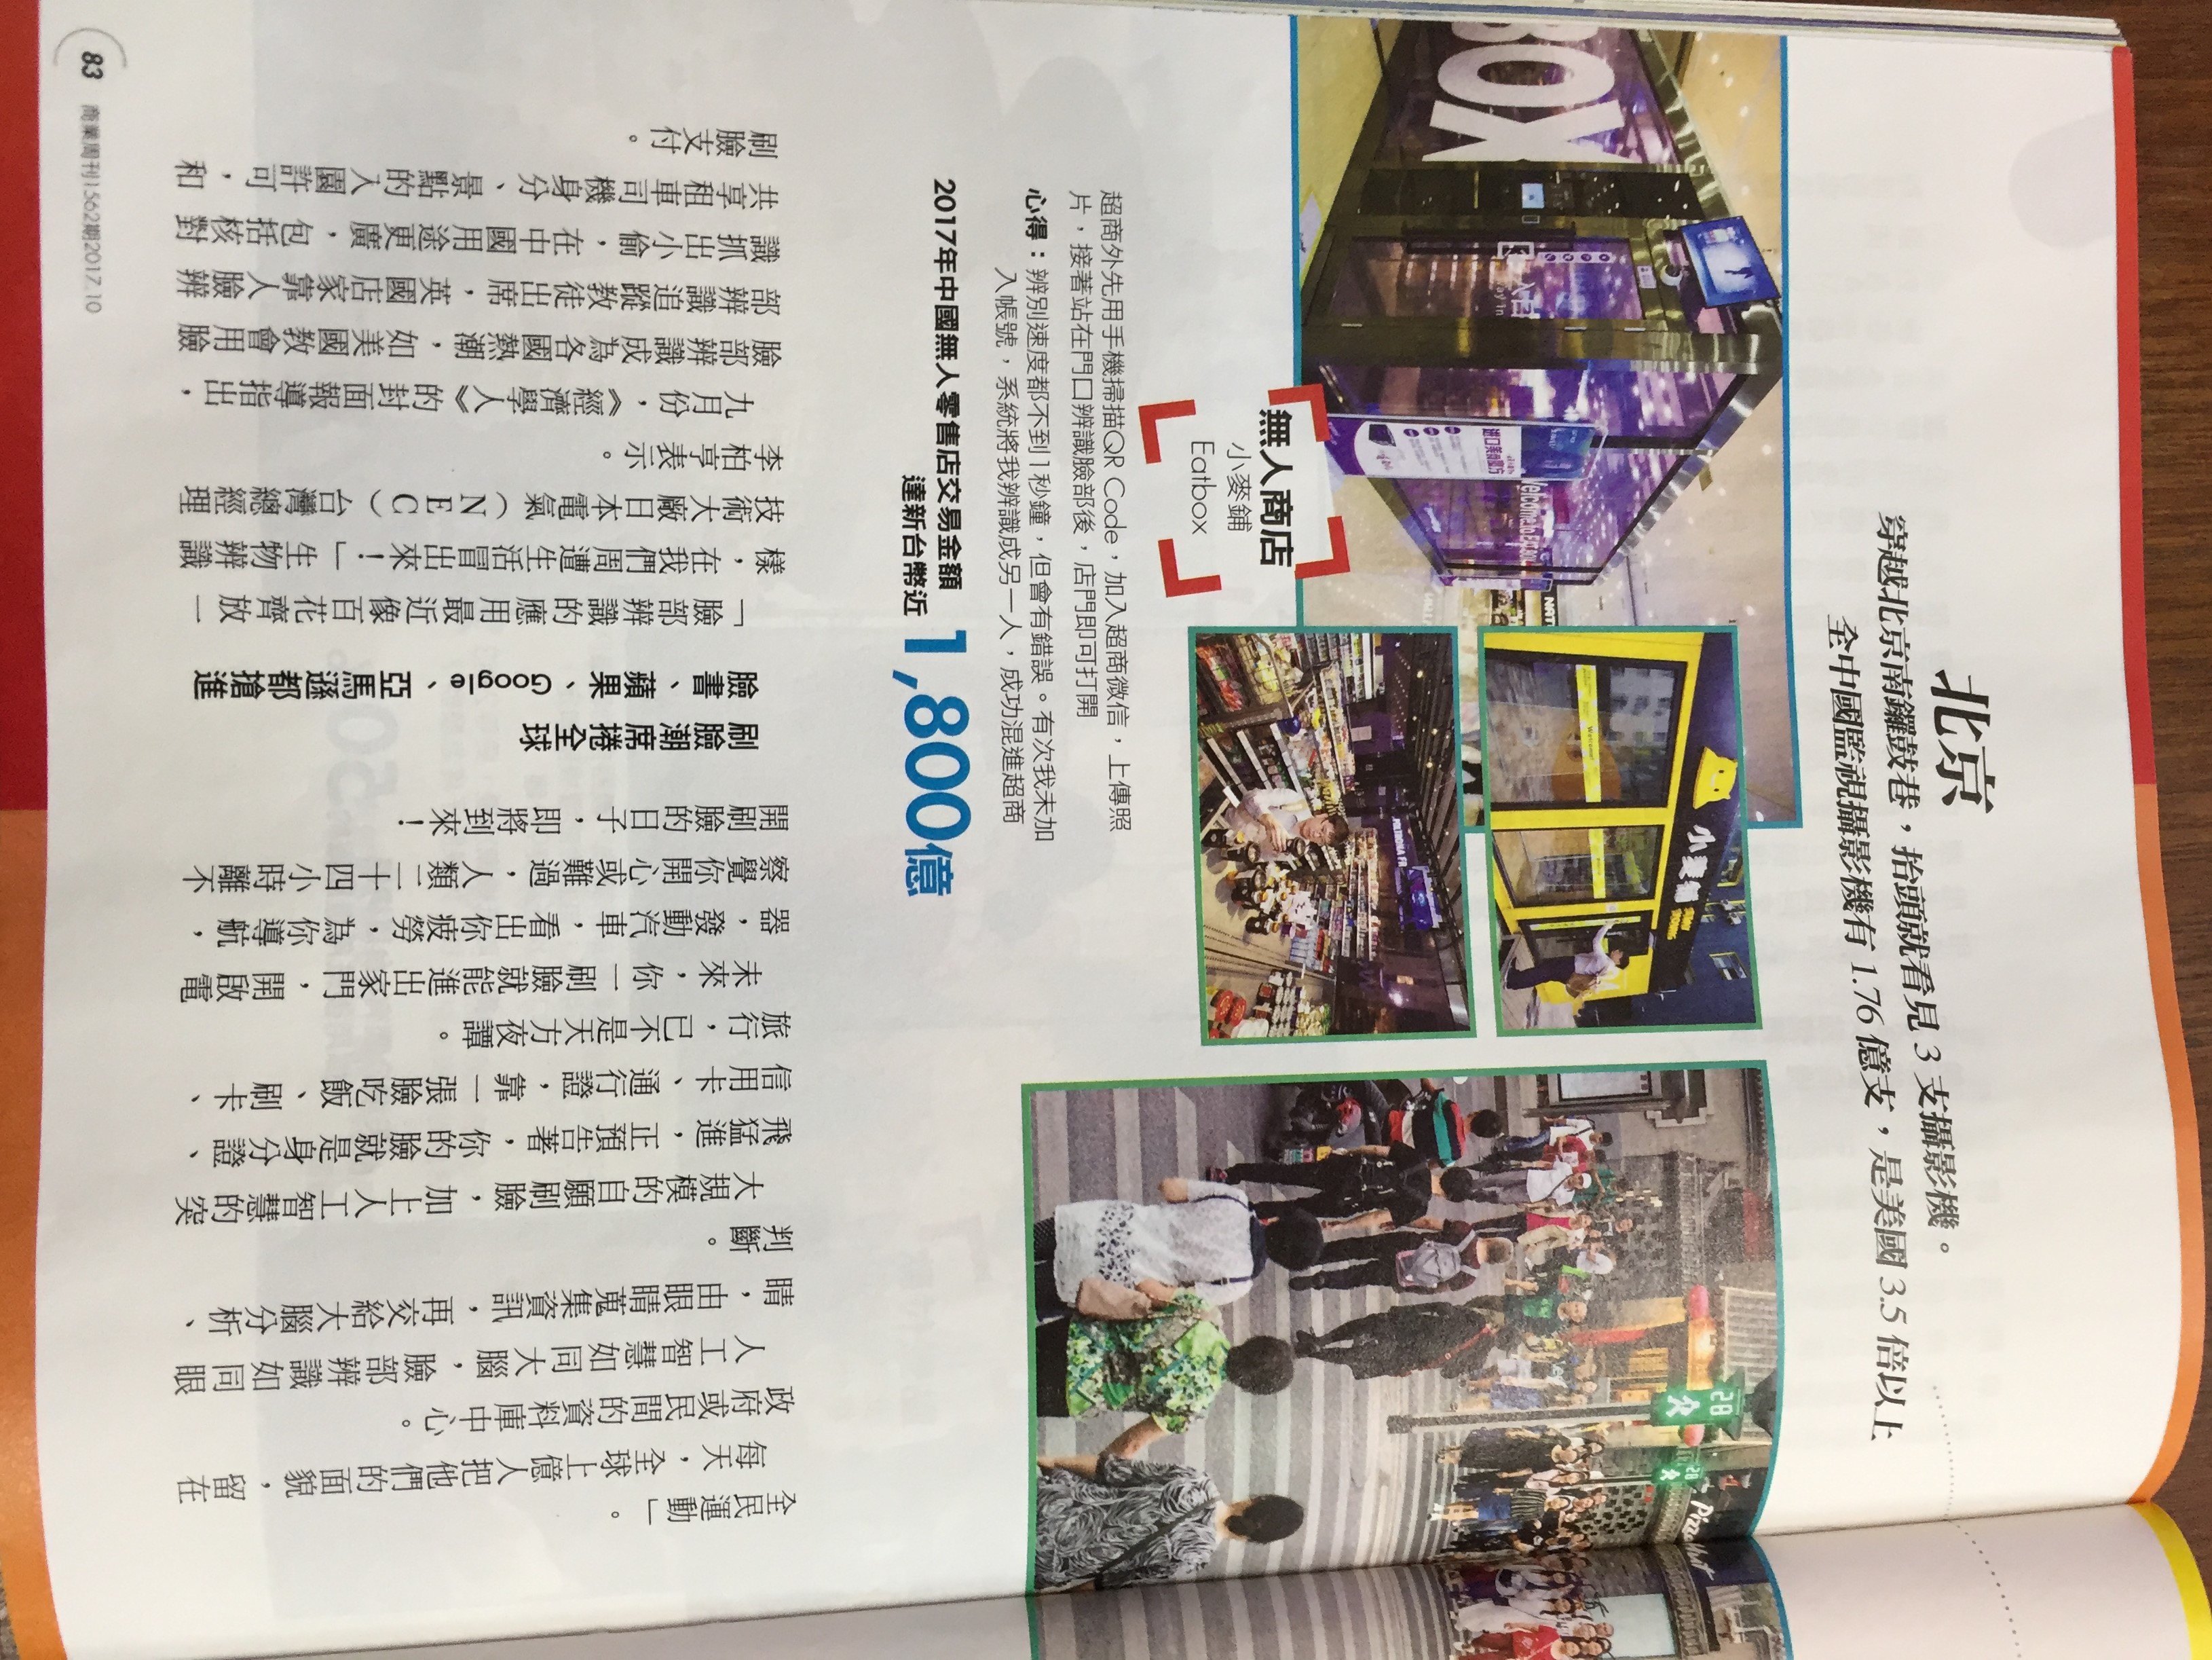 北京
穿越北京南鑼鼓巷，抬頭就看見 3 支攝影機。
全中國監視攝影機有 1.76 億支，是美國 3.5 倍以上
BOX
Welcome to EATBOX
进口美食魔方
NAT
小麥鋪
Welcome!
POLTRONA FR
28
28
Pizza Hut
無人商店
小麥鋪
Eatbox
超商外先用手機掃描QR Code，加入超商微信，上傳照
片，接著站在門口辨識臉部後，店門即可打開
心得：辨別速度都不到1秒鐘，但會有錯誤。有次我未加
入帳號，系統將我辨識成另一人，成功混進超商
2017年中國無人零售店交易金額
達新台幣近 1,800億
全民運動」。
每天，全球上億人把他們的面貌，留在
政府或民間的資料庫中心。
人工智慧如同大腦，臉部辨識如同眼
睛，由眼睛蒐集資訊，再交給大腦分析、
判斷。
大規模的自願刷臉，加上人工智慧的突
飛猛進，正預告著，你的臉就是身分證、
信用卡、通行證，靠一張臉吃飯、刷卡、
旅行，已不是天方夜譚。
未來，你一刷臉就能進出家門，開啟電
器，發動汽車，看出你疲勞，為你導航，
察覺你開心或難過，人類二十四小時離不
開刷臉的日子，即將到來！
刷臉潮席捲全球
臉書、蘋果、Google、亞馬遜都搶進
「臉部辨識的應用最近像百花齊放一
樣，在我們周遭生活冒出來！」生物辨識
技術大廠日本電氣（NEC）台灣總經理
李柏亨表示。
九月份，《經濟學人》的封面報導指出，
臉部辨識成為各國熱潮，如美國教會用臉
部辨識追蹤教徒出席，英國店家靠人臉辨
識抓出小偷，在中國用途更廣，包括核對
共享租車司機身分、景點的入園許可，和
刷臉支付。
83 商業周刊1562期2017.10